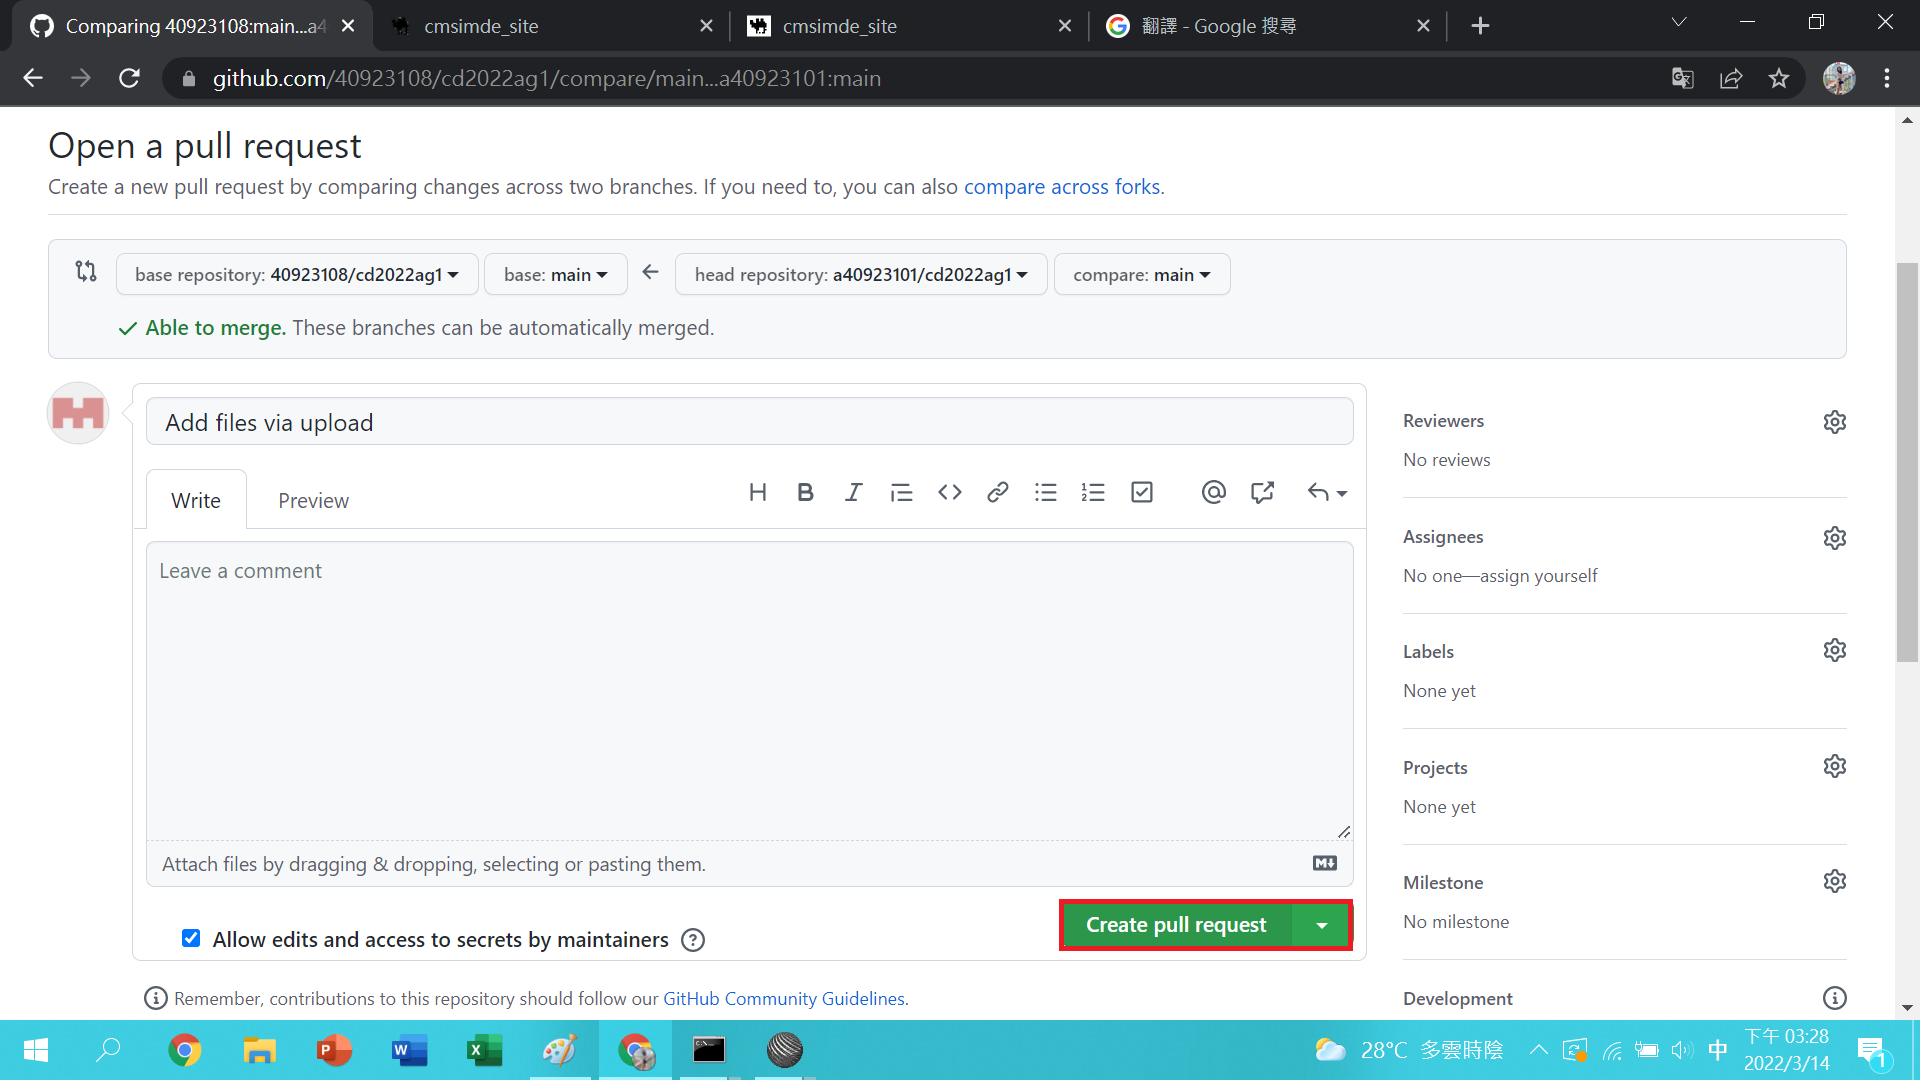 Comparing 40923108:main...a4
cmsimde_site
cmsimde_site
翻譯 - Google 搜尋
github.com/40923108/cd2022ag1/compare/main...a40923101:main
Open a pull request
Create a new pull request by comparing changes across two branches. If you need to, you can also compare across forks.
base repository: 40923108/cd2022ag1
base: main
head repository: a40923101/cd2022ag1
compare: main
Able to merge. These branches can be automatically merged.
Add files via upload
Write
Preview
Leave a comment
Attach files by dragging & dropping, selecting or pasting them.
Allow edits and access to secrets by maintainers
Create pull request
Remember, contributions to this repository should follow our GitHub Community Guidelines.
Reviewers
No reviews
Assignees
No one—assign yourself
Labels
None yet
Projects
None yet
Milestone
No milestone
Development
28°C 多雲時陰
中
下午 03:28
2022/3/14
1